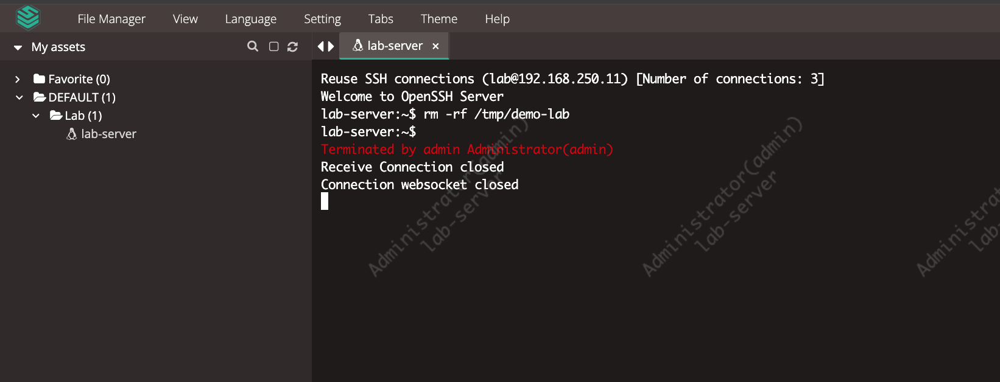 File Manager View Language Setting Tabs Theme Help
My assets
lab-server ×
Favorite (0)
DEFAULT (1)
Lab (1)
lab-server
Reuse SSH connections (lab@192.168.250.11) [Number of connections: 3]
Welcome to OpenSSH Server
lab-server:~$ rm -rf /tmp/demo-lab
lab-server:~$
Terminated by admin Administrator(admin)
Receive Connection closed
Connection websocket closed
Administrator(admin)
lab-server
Administrator(admin)
lab-server
Administra
lab-s